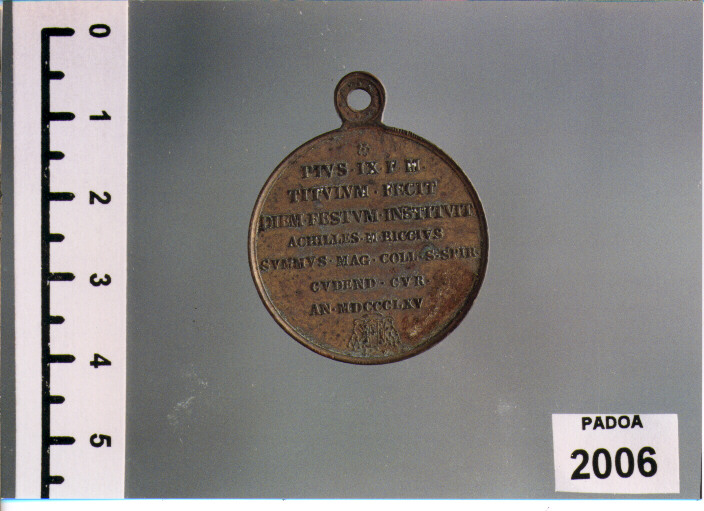 PIVS · IX · P · M ·
TITVLVM · FECIT
DIEM · FESTVM · INSTITVIT
ACHILLES · M · RICCIVS
SVMMVS · MAG · COLL · S · SPIR ·
CVDEND · CVR ·
AN · MDCCCLXV
0
1
2
3
4
5
PADOA
2006